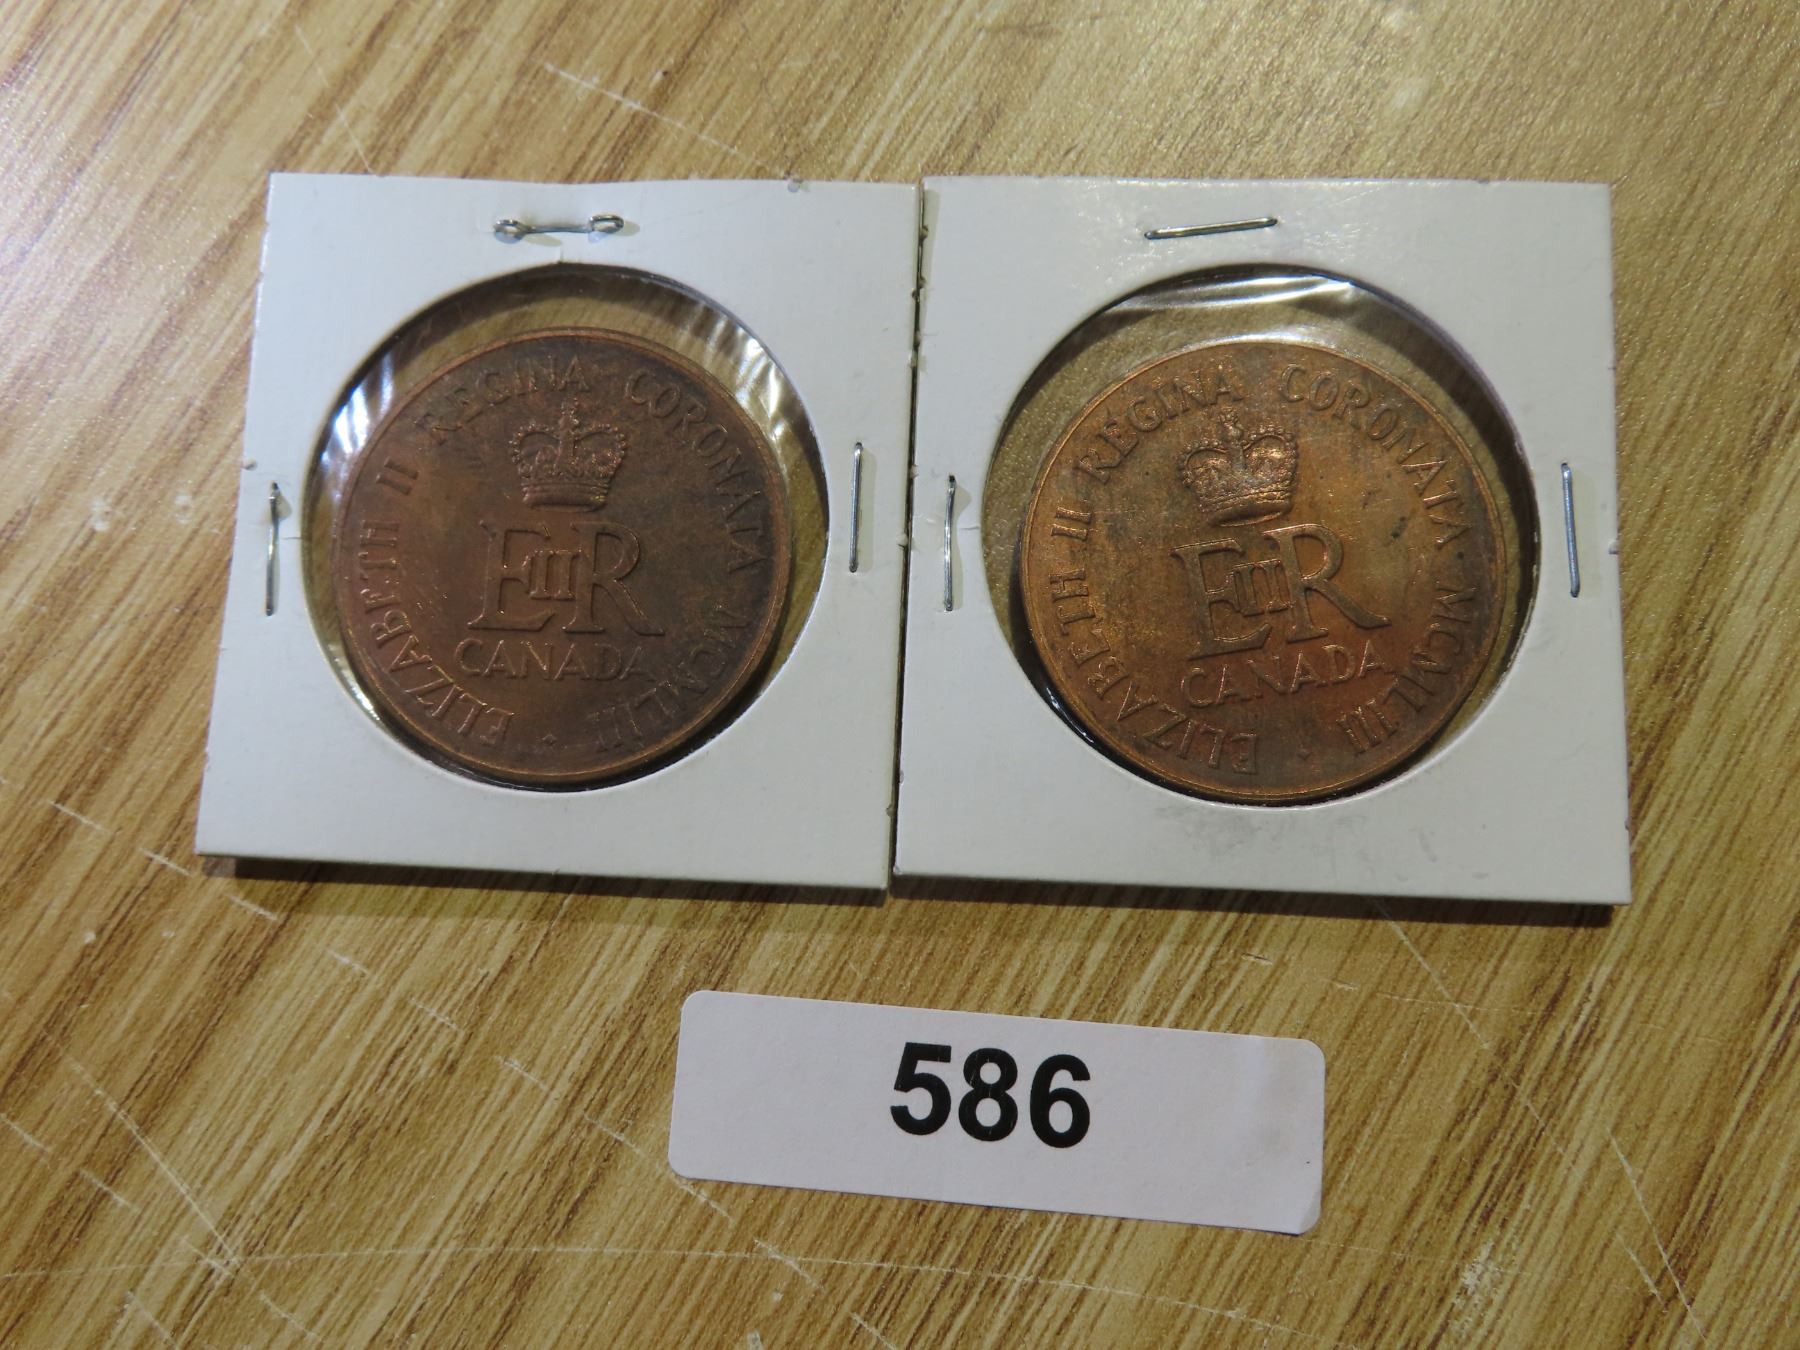 ELIZABETH II REGINA CORONATA MCMLIII
EIIR
CANADA
ELIZABETH II REGINA CORONATA MCMLIII
EIIR
CANADA
586